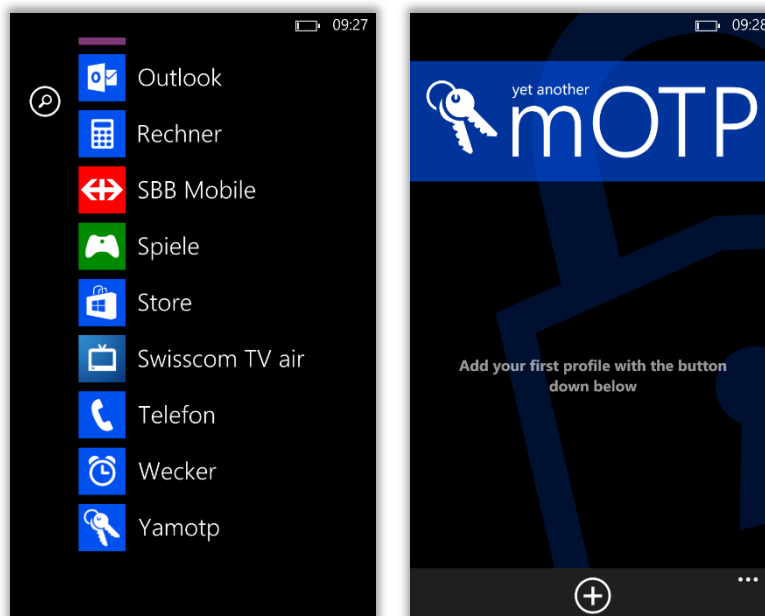 09:27
Outlook
Rechner
SBB Mobile
Spiele
Store
Swisscom TV air
Telefon
Wecker
Yamotp
09:28
yet another
mOTP
Add your first profile with the button
down below